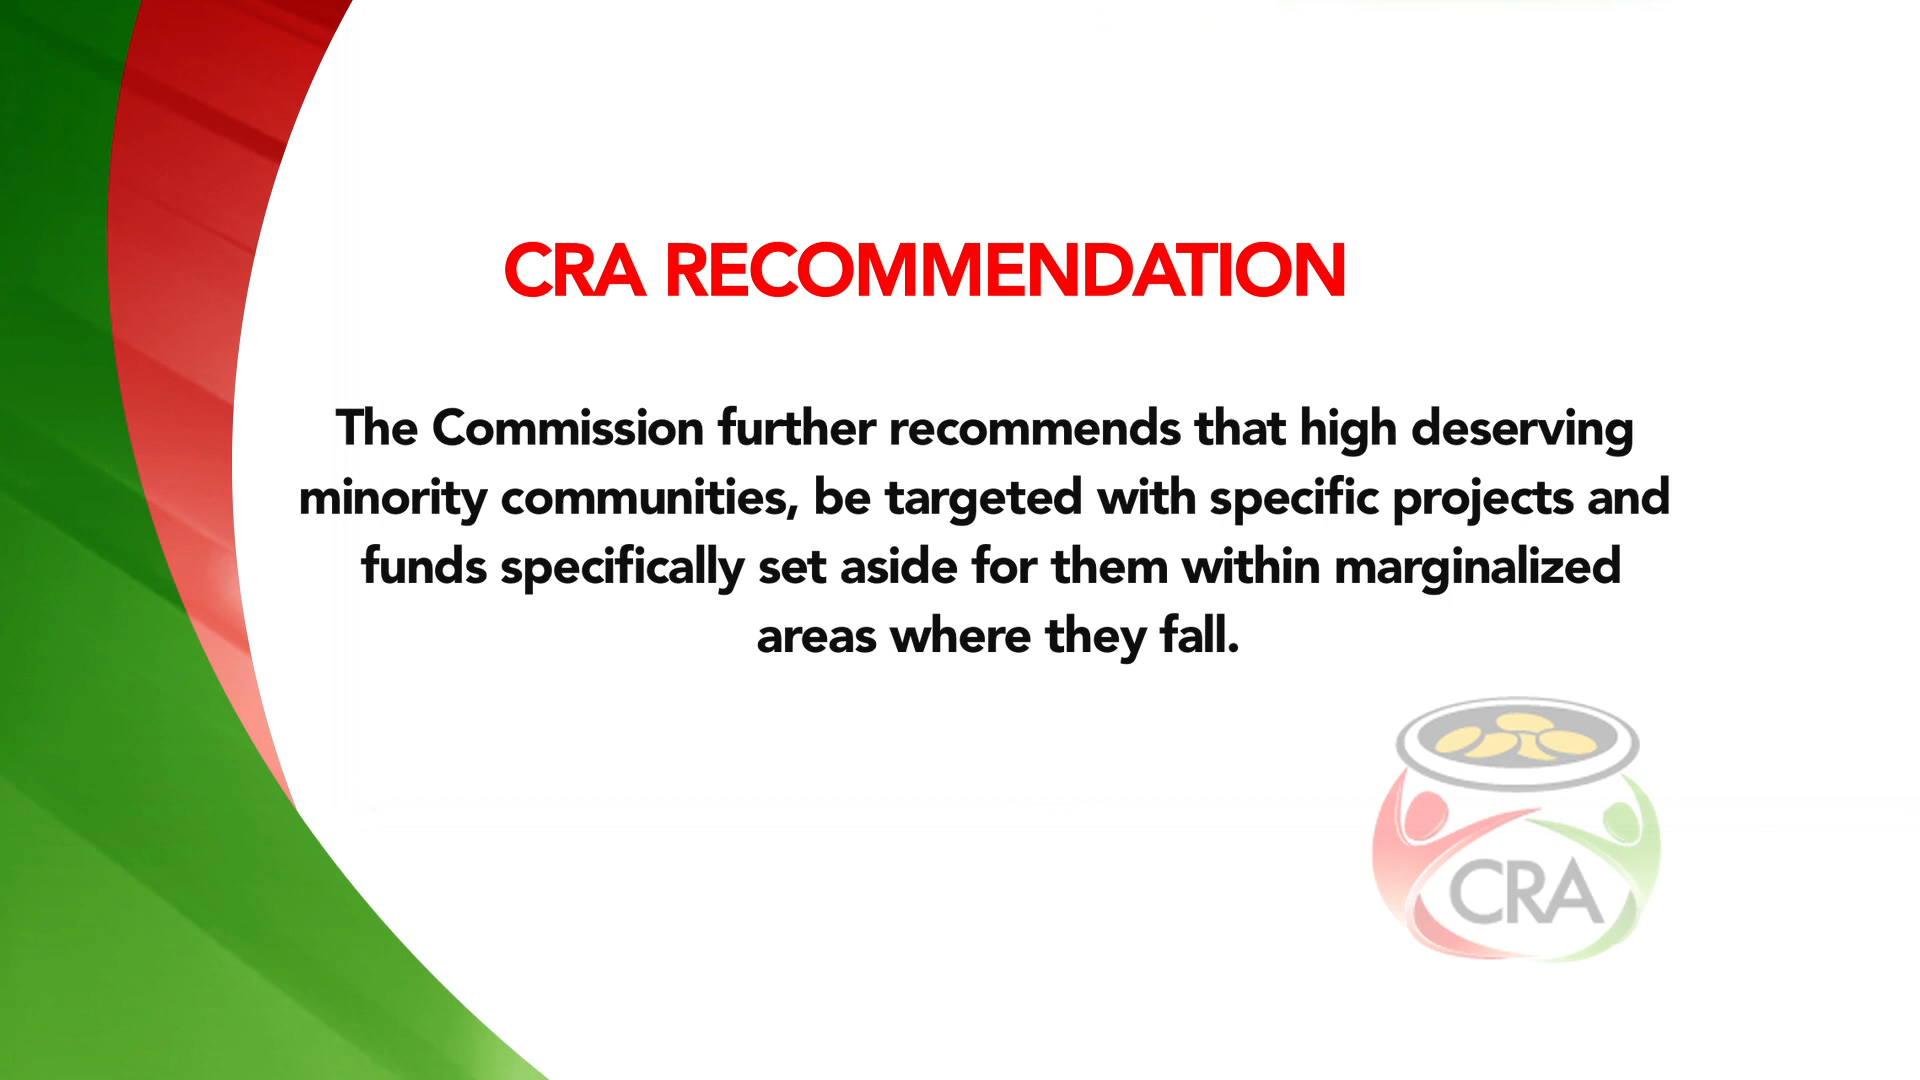 CRA RECOMMENDATION
The Commission further recommends that high deserving
minority communities, be targeted with specific projects and
funds specifically set aside for them within marginalized
areas where they fall.
CRA